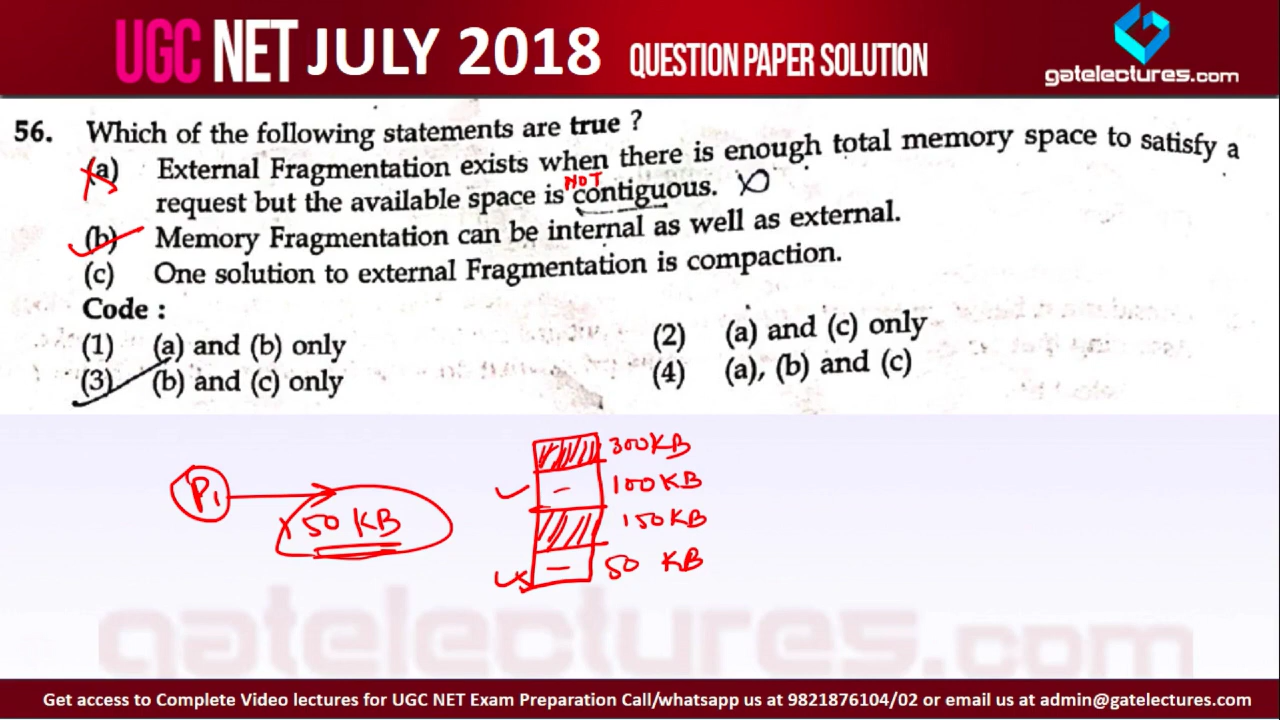 UGC NET JULY 2018 QUESTION PAPER SOLUTION
gatelectures.com
56. Which of the following statements are true ?
(a) External Fragmentation exists when there is enough total memory space to satisfy a
NOT
request but the available space is contiguous.
(b) Memory Fragmentation can be internal as well as external.
(c) One solution to external Fragmentation is compaction.
Code :
(1) (a) and (b) only (2) (a) and (c) only
(3) (b) and (c) only (4) (a), (b) and (c)
300KB
P1 100KB
150 KB 150KB
50 KB
gatelectures.com
Get access to Complete Video lectures for UGC NET Exam Preparation Call/whatsapp us at 9821876104/02 or email us at admin@gatelectures.com